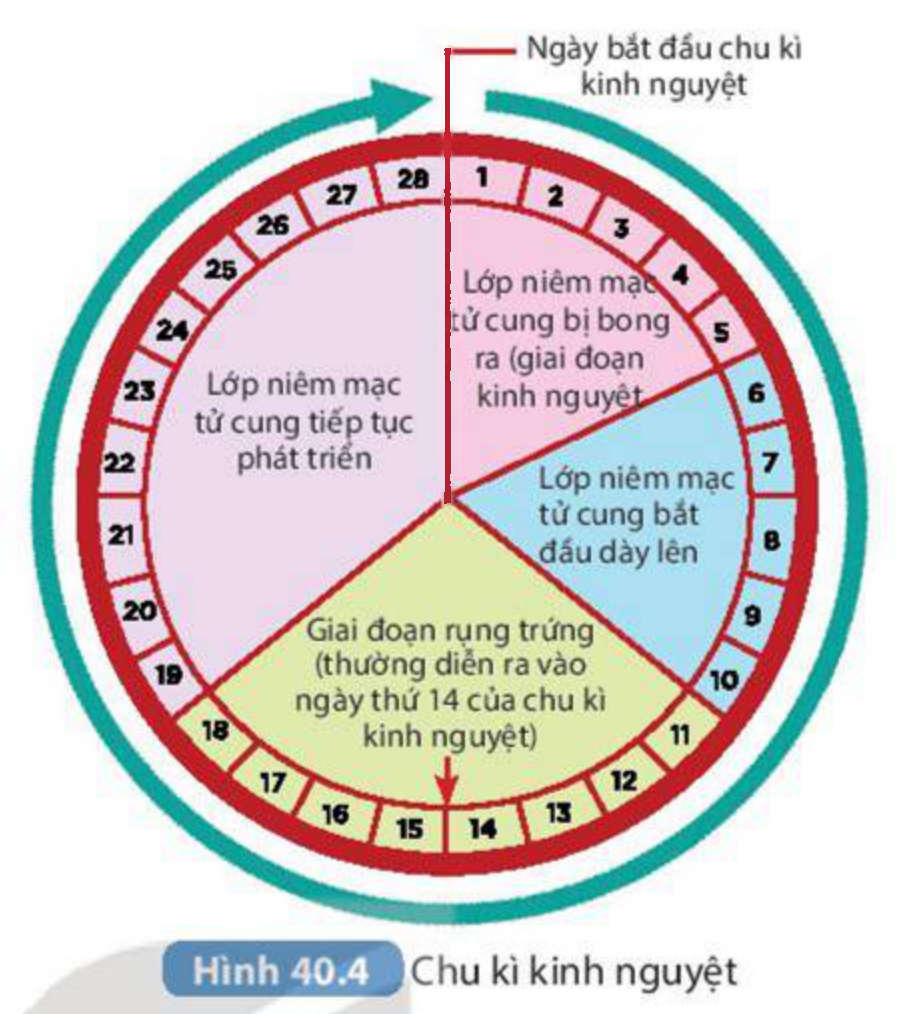 Ngày bắt đầu chu kì
kinh nguyệt
1
2
3
4
5
6
7
8
9
10
11
12
13
14
15
16
17
18
19
20
21
22
23
24
25
26
27
28
Lớp niêm mạc
tử cung bị bong
ra (giai đoạn
kinh nguyệt
Lớp niêm mạc
tử cung bắt
đầu dày lên
Giai đoạn rụng trứng
(thường diễn ra vào
ngày thứ 14 của chu kì
kinh nguyệt)
Lớp niêm mạc
tử cung tiếp tục
phát triển
Hình 40.4 Chu kì kinh nguyệt